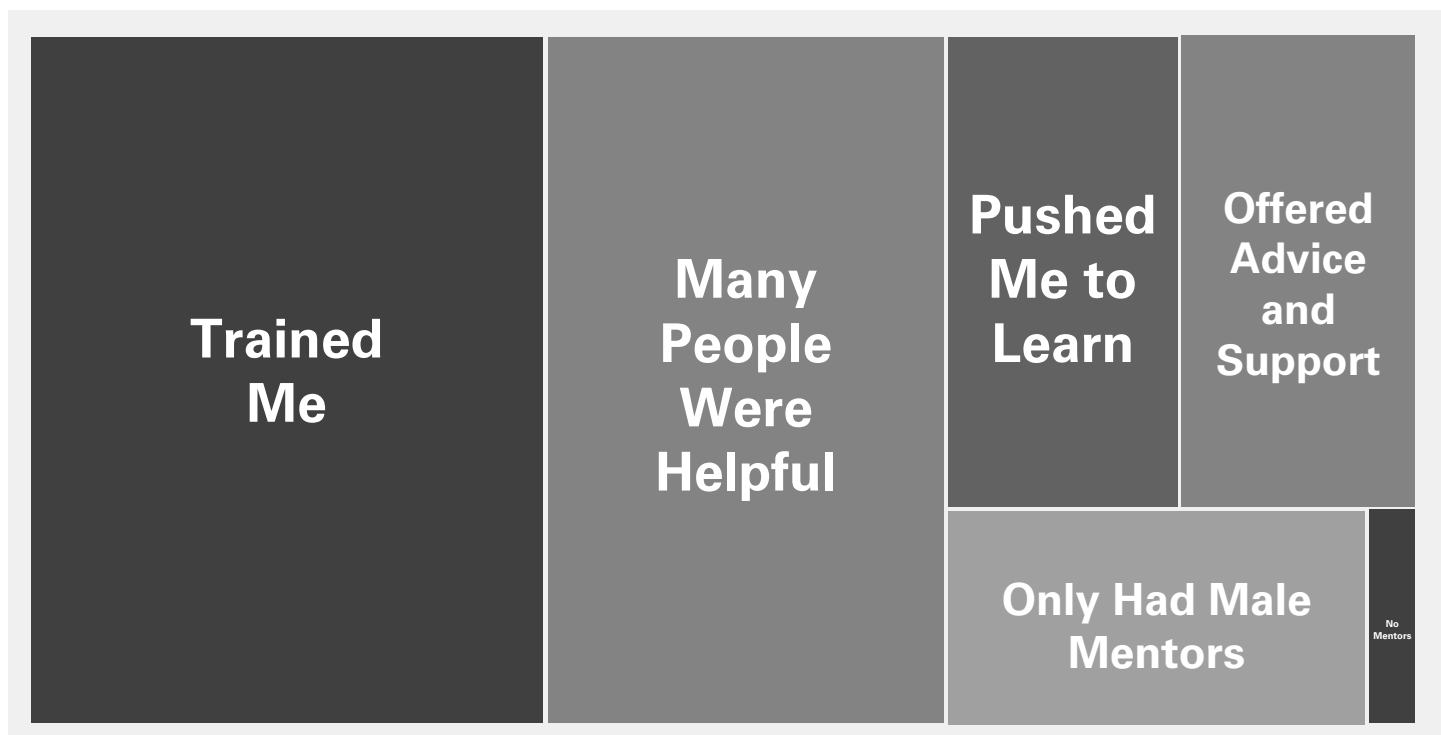 Trained
Me
Many
People
Were
Helpful
Pushed
Me to
Learn
Offered
Advice
and
Support
Only Had Male
Mentors
No
Mentors